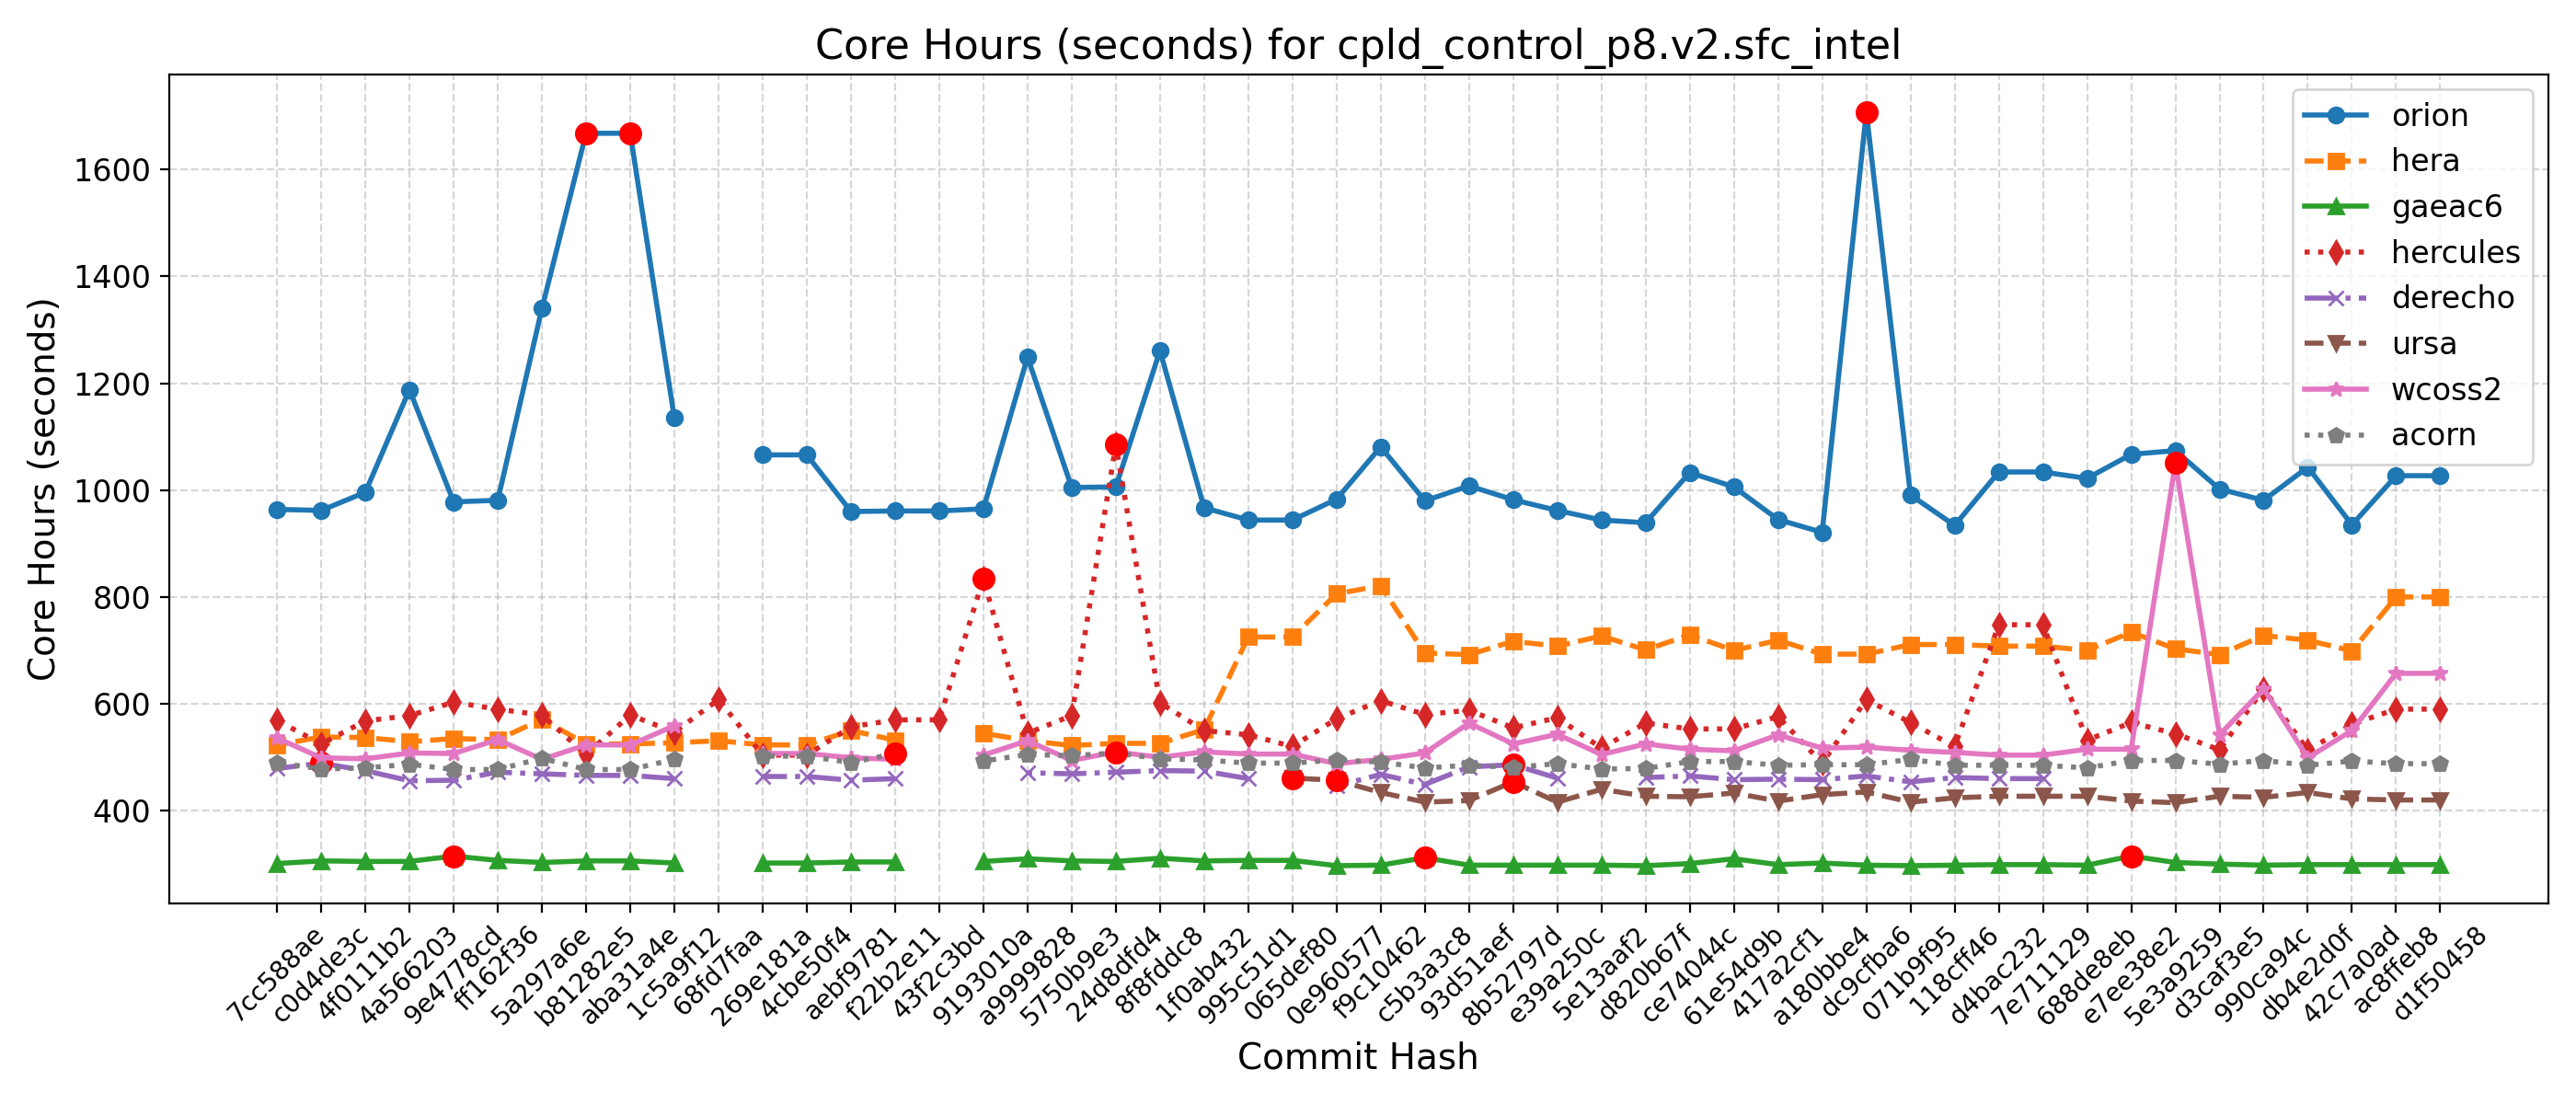 Core Hours (seconds) for cpld_control_p8.v2.sfc_intel
Core Hours (seconds)
1600
1400
1200
1000
800
600
400
orion
hera
gaeac6
hercules
derecho
ursa
wcoss2
acorn
7cc588ae
c0d4de3c
4f0111b2
4a566203
9e4778cd
ff162f36
5a297a6e
b81282e5
aba31a4e
1c5a9f12
68fd7faa
269e181a
4cbe50f4
aebf9781
f22b2e11
43f2c3bd
9193010a
a9999828
5750b9e3
24d8dfd4
8f8fddc8
1f0ab432
995c51d1
065def80
0e960577
f9c10462
c5b3a3c8
93d51aef
8b52797d
e39a250c
5e13aaf2
d820b67f
ce74044c
61e54d9b
417a2cf1
a180bbe4
dc9cfba6
071b9f95
118cff46
d4bac232
7e711129
688de8eb
e7ee38e2
5e3a9259
d3caf3e5
990ca94c
db4e2d0f
42c7a0ad
ac8ffeb8
d1f50458
Commit Hash